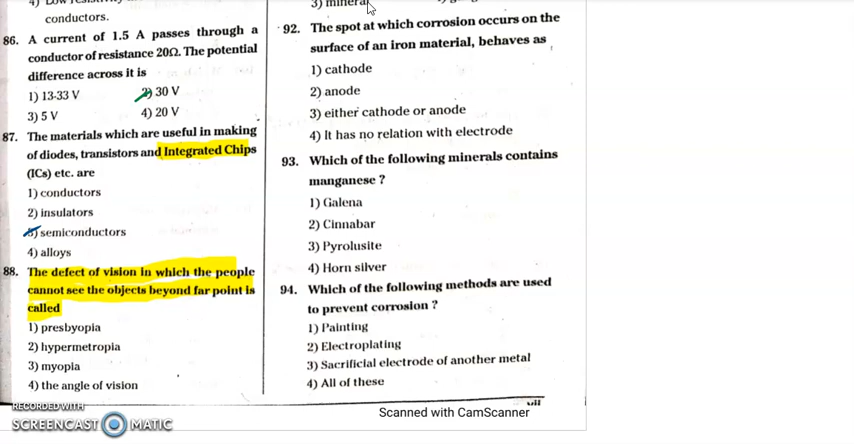 conductors.
86. A current of 1.5 A passes through a
conductor of resistance 20Ω. The potential
difference across it is
1) 13-33 V 2) 30 V
3) 5 V 4) 20 V
87. The materials which are useful in making
of diodes, transistors and Integrated Chips
(ICs) etc. are
1) conductors
2) insulators
3) semiconductors
4) alloys
88. The defect of vision in which the people
cannot see the objects beyond far point is
called
1) presbyopia
2) hypermetropia
3) myopia
4) the angle of vision
3) mineral
92. The spot at which corrosion occurs on the
surface of an iron material, behaves as
1) cathode
2) anode
3) either cathode or anode
4) It has no relation with electrode
93. Which of the following minerals contains
manganese ?
1) Galena
2) Cinnabar
3) Pyrolusite
4) Horn silver
94. Which of the following methods are used
to prevent corrosion ?
1) Painting
2) Electroplating
3) Sacrificial electrode of another metal
4) All of these
vii
Scanned with CamScanner
RECORDED WITH
SCREENCAST MATIC